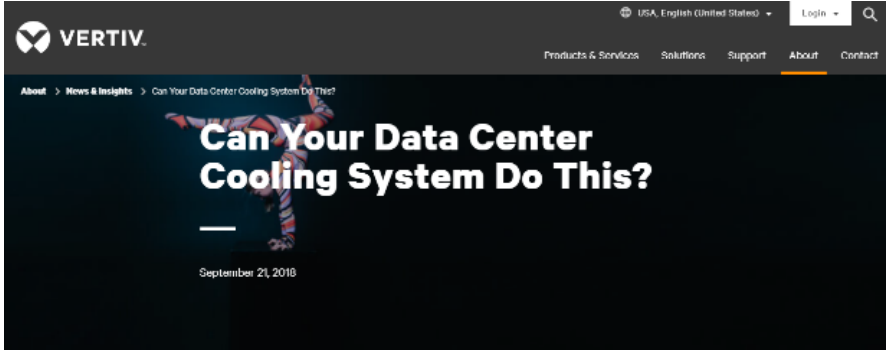 USA, English (United States)
Login
VERTIV.
Products & Services
Solutions
Support
About
Contact
About > News & Insights > Can Your Data Center Cooling System Do This?
Can Your Data Center
Cooling System Do This?
September 21, 2018